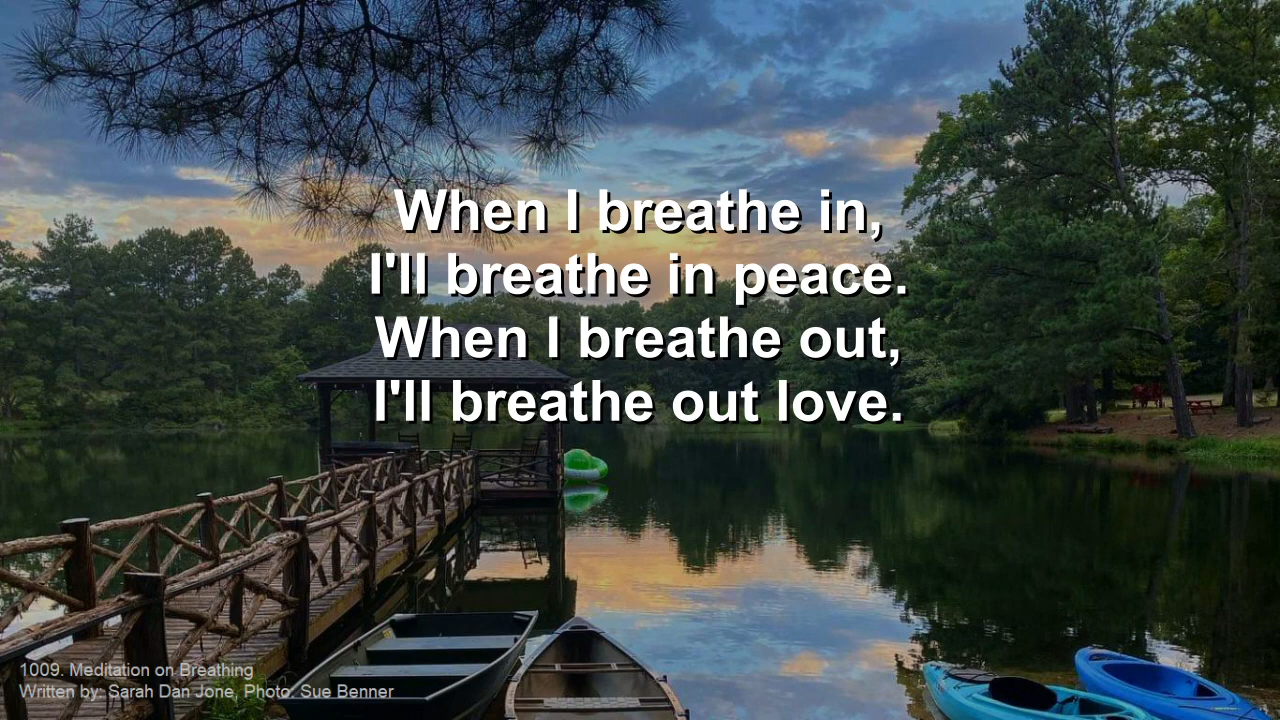 When I breathe in,
I'll breathe in peace.
When I breathe out,
I'll breathe out love.
1009. Meditation on Breathing
Written by: Sarah Dan Jone, Photo: Sue Benner